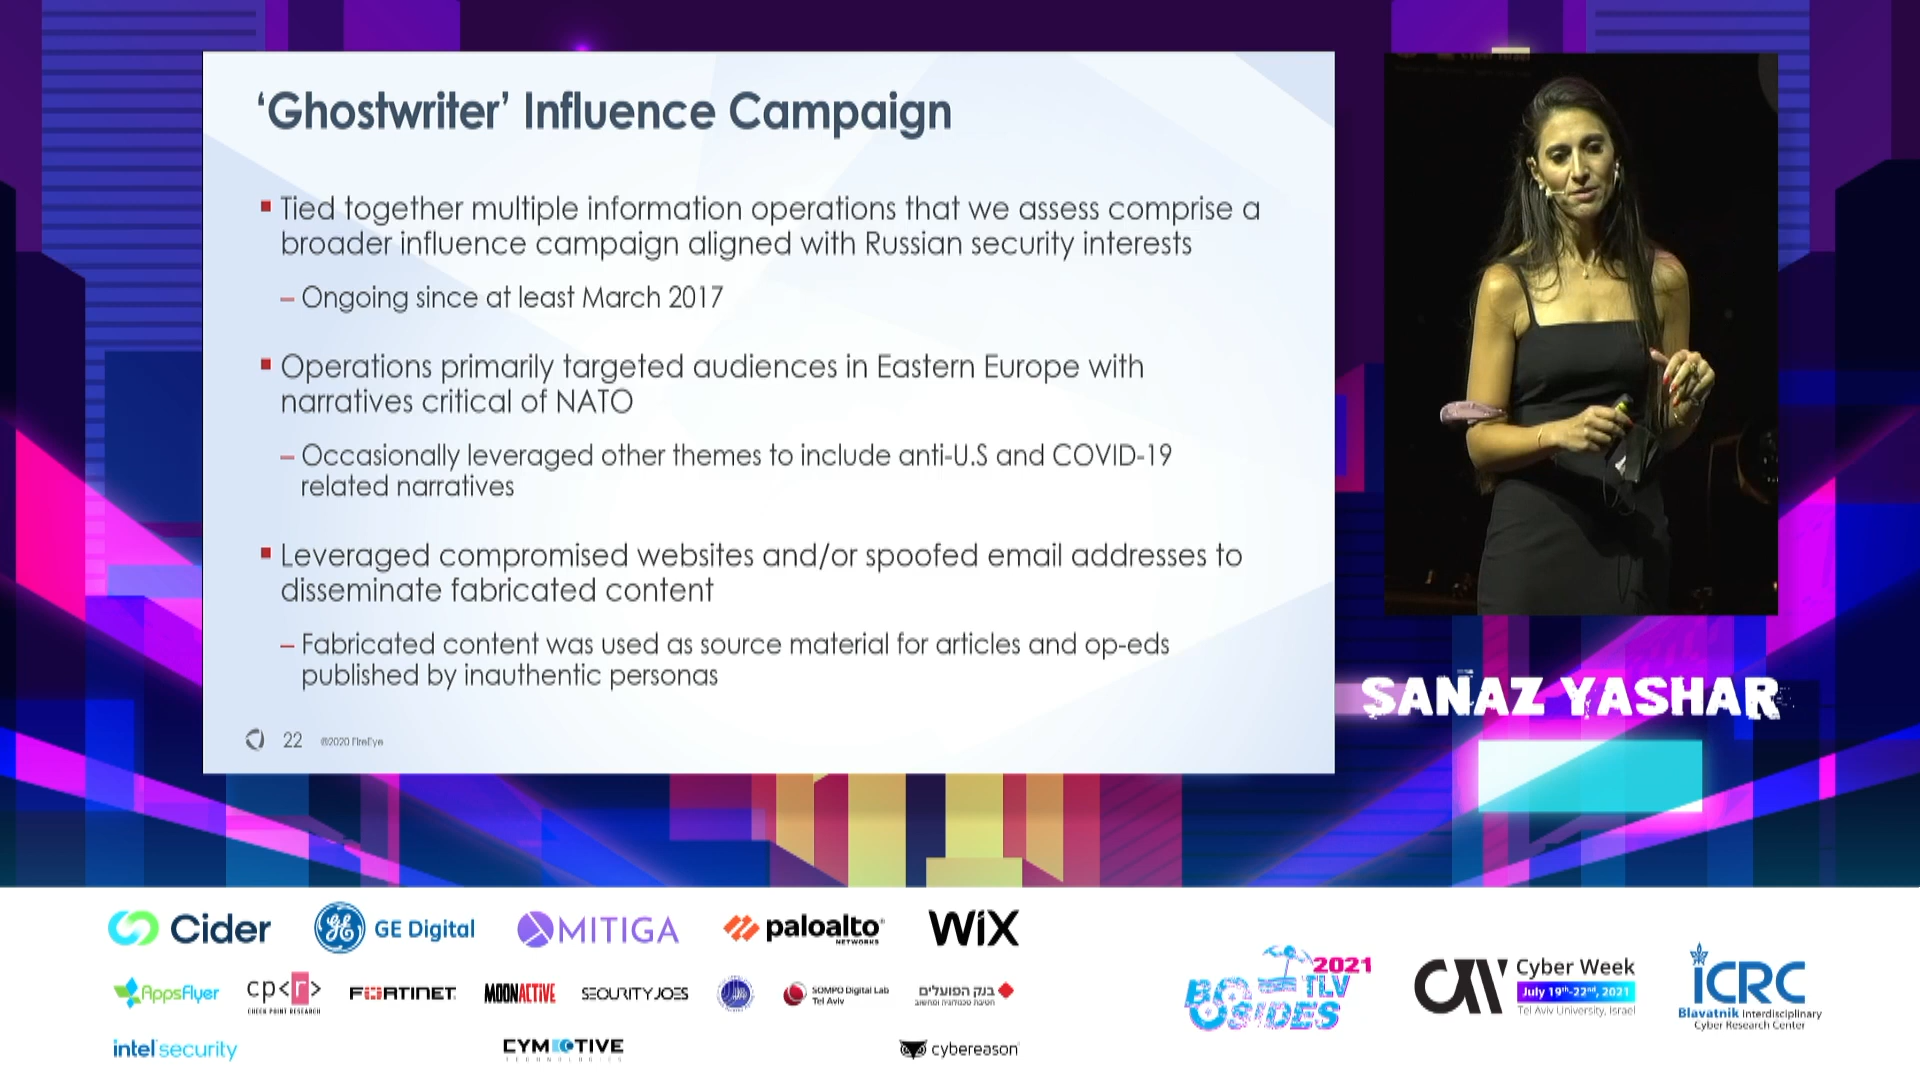 ‘Ghostwriter’ Influence Campaign
Tied together multiple information operations that we assess comprise a
broader influence campaign aligned with Russian security interests
– Ongoing since at least March 2017
Operations primarily targeted audiences in Eastern Europe with
narratives critical of NATO
– Occasionally leveraged other themes to include anti-U.S and COVID-19
related narratives
Leveraged compromised websites and/or spoofed email addresses to
disseminate fabricated content
– Fabricated content was used as source material for articles and op-eds
published by inauthentic personas
22 ©2020 FireEye
SANAZ YASHAR
Cider
GE Digital
MITIGA
paloalto
NETWORKS
WiX
AppsFlyer
cp<r>
CHECK POINT RESEARCH
FORTINET
MOONACTIVE
SECURITY JOES
SOMPO Digital Lab
Tel Aviv
בנק הפועלים
חטיבת טכנולוגיה ומחשוב
intel security
CYMOTIVE
TECHNOLOGIES
cybereason
2021
TLV
BSIDES
Cyber Week
July 19th-22nd, 2021
Tel Aviv University, Israel
ICRC
Blavatnik Interdisciplinary
Cyber Research Center